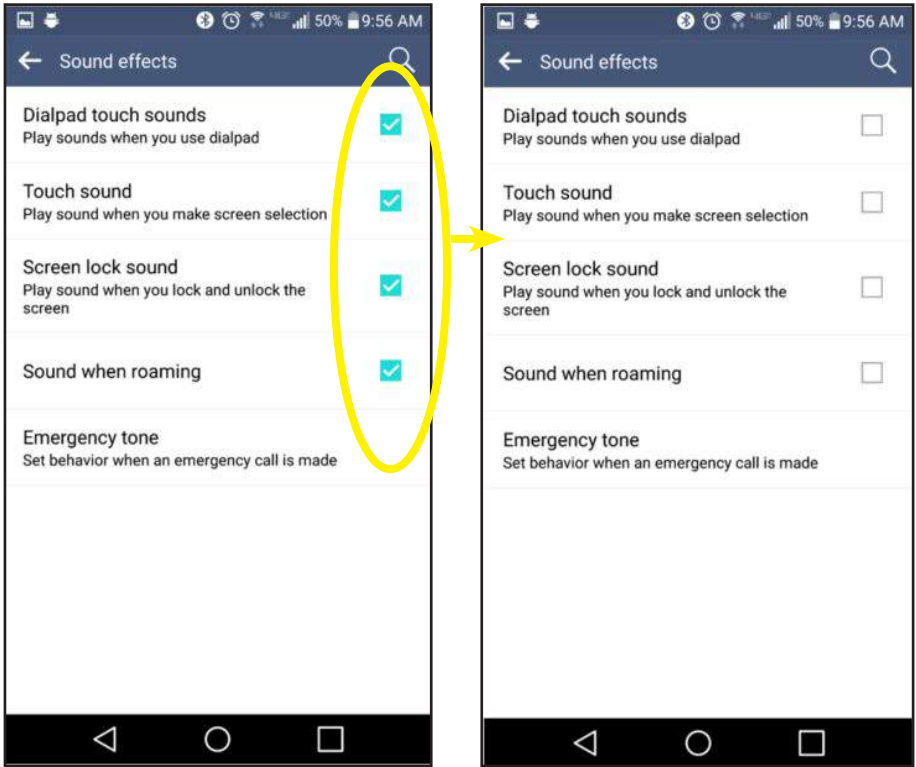 50% 9:56 AM
Sound effects
Dialpad touch sounds
Play sounds when you use dialpad
Touch sound
Play sound when you make screen selection
Screen lock sound
Play sound when you lock and unlock the
screen
Sound when roaming
Emergency tone
Set behavior when an emergency call is made
50% 9:56 AM
Sound effects
Dialpad touch sounds
Play sounds when you use dialpad
Touch sound
Play sound when you make screen selection
Screen lock sound
Play sound when you lock and unlock the
screen
Sound when roaming
Emergency tone
Set behavior when an emergency call is made